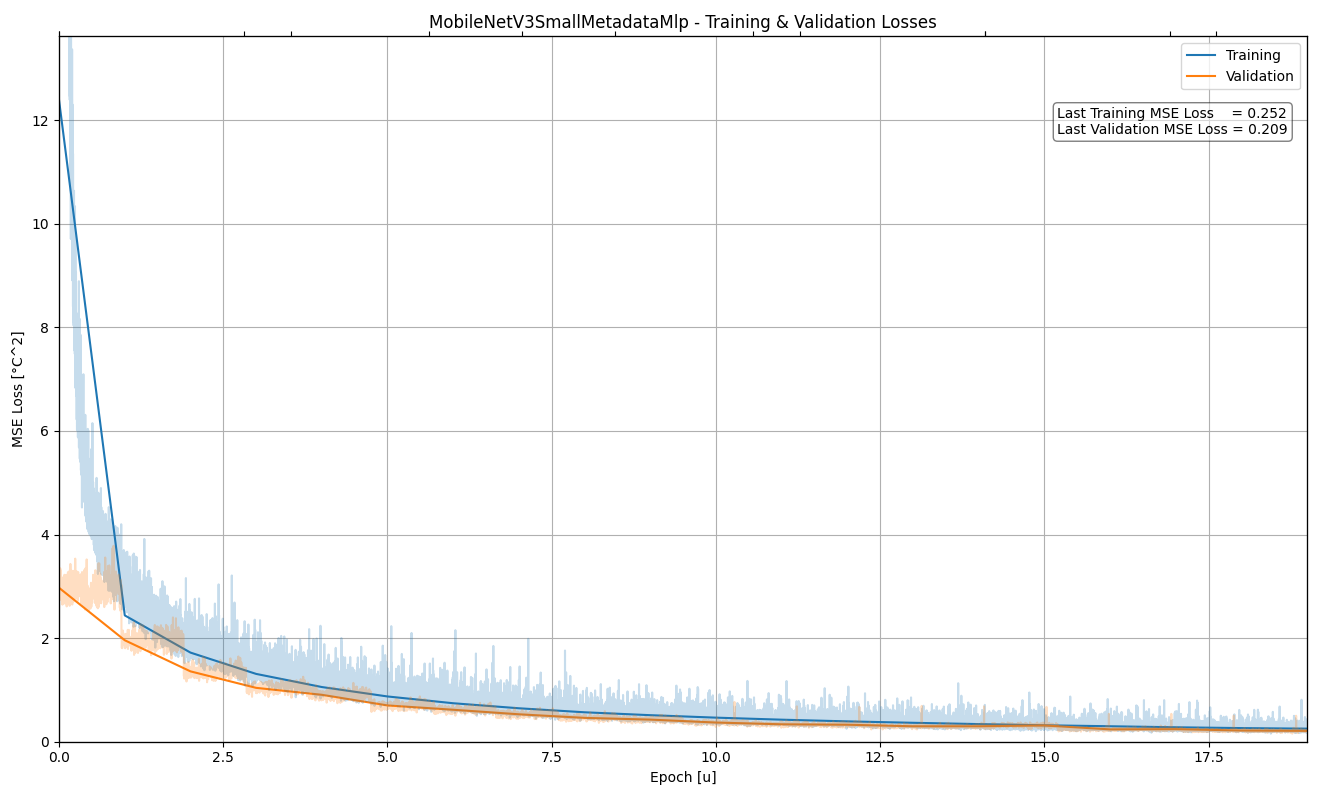 MobileNetV3SmallMetadataMlp - Training & Validation Losses
Training
Validation
Last Training MSE Loss = 0.252
Last Validation MSE Loss = 0.209
MSE Loss [°C^2]
12
10
8
6
4
2
0
0.0 2.5 5.0 7.5 10.0 12.5 15.0 17.5
Epoch [u]